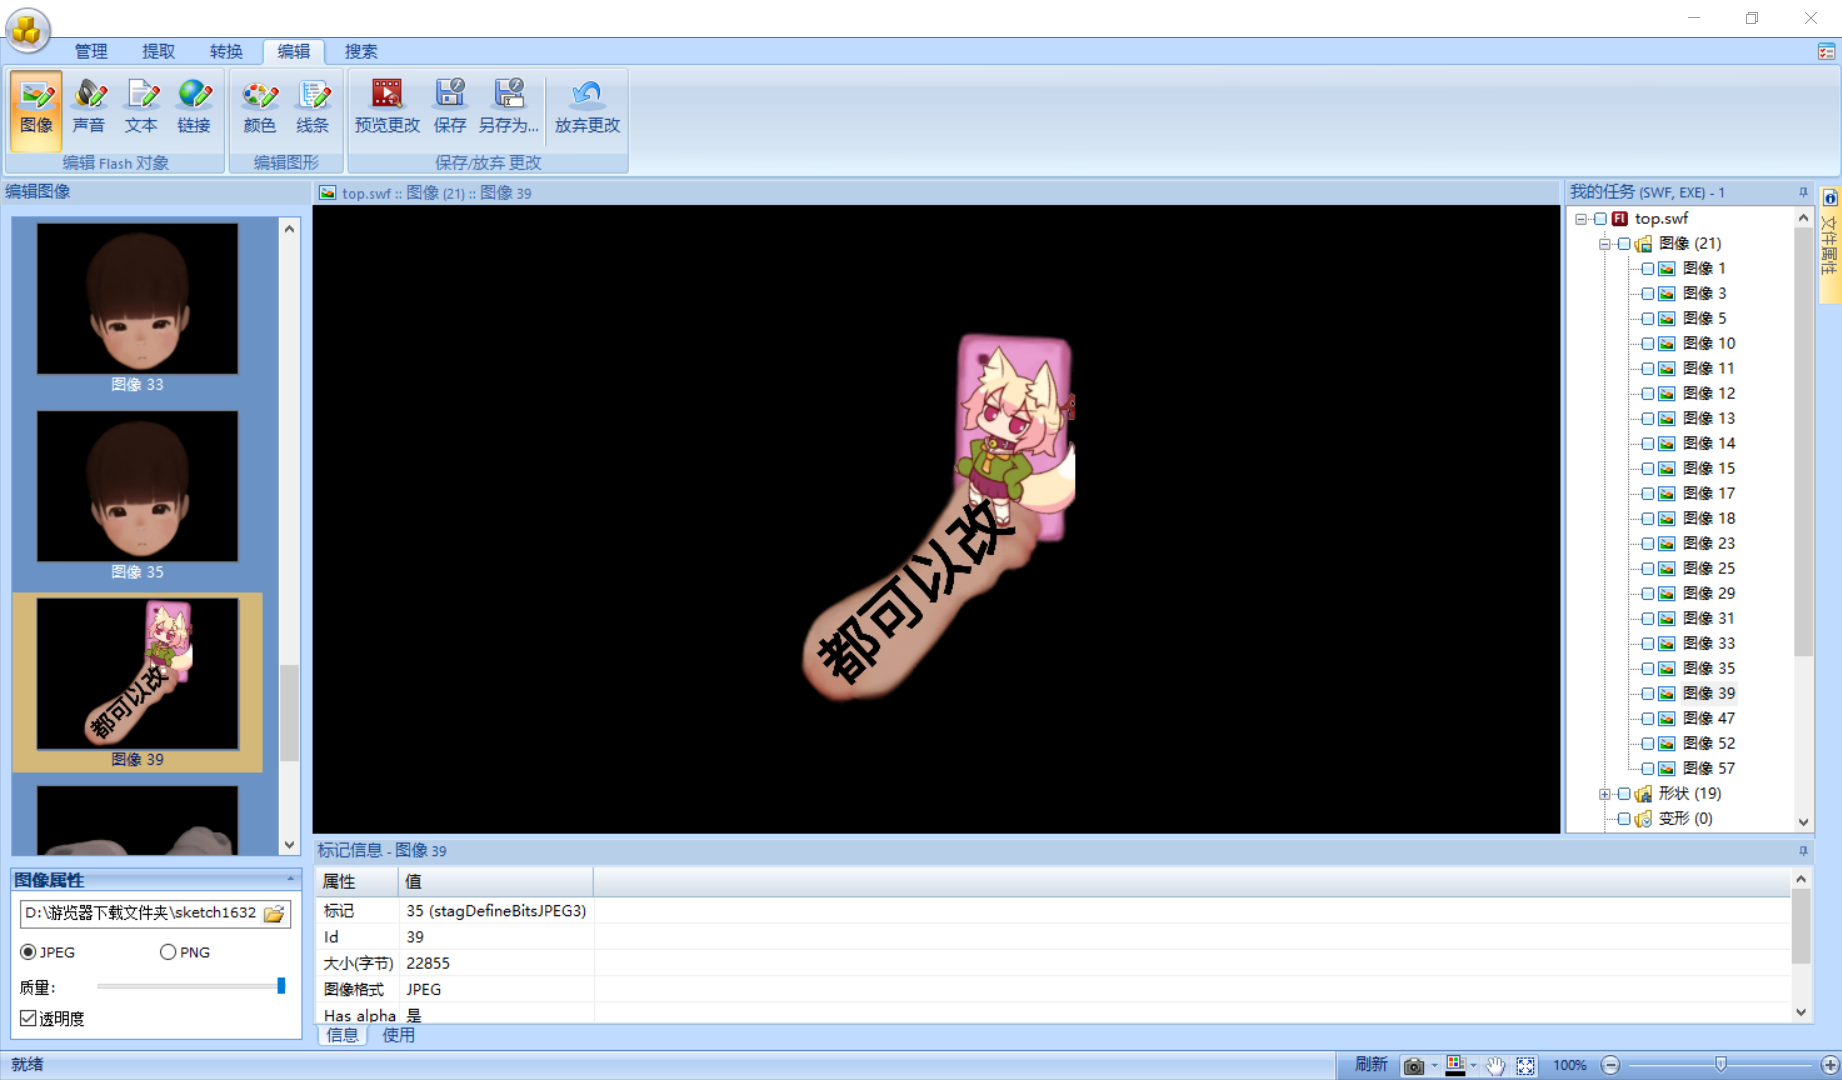 管理 提取 转换 编辑 搜索
图像 声音 文本 链接 颜色 线条 预览更改 保存 另存为... 放弃更改
编辑 Flash 对象 编辑图形 保存/放弃 更改
编辑图像
图像 33
图像 35
都可以改
图像 39
图像属性
D:\游览器下载文件夹\sketch1632
JPEG PNG
质量:
透明度
top.swf :: 图像 (21) :: 图像 39
都可以改
标记信息 - 图像 39
属性 值
标记 35 (stagDefineBitsJPEG3)
Id 39
大小(字节) 22855
图像格式 JPEG
Has alpha 是
信息 使用
我的任务 (SWF, EXE) - 1
top.swf
图像 (21)
图像 1
图像 3
图像 5
图像 10
图像 11
图像 12
图像 13
图像 14
图像 15
图像 17
图像 18
图像 23
图像 25
图像 29
图像 31
图像 33
图像 35
图像 39
图像 47
图像 52
图像 57
形状 (19)
变形 (0)
文件属性
就绪 刷新 100%